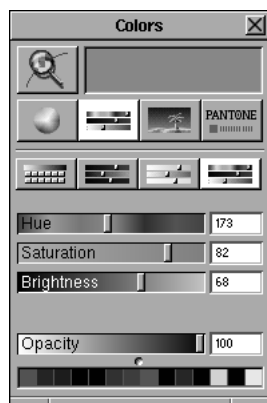 Colors
PANTONE
Hue 173
Saturation 82
Brightness 68
Opacity 100